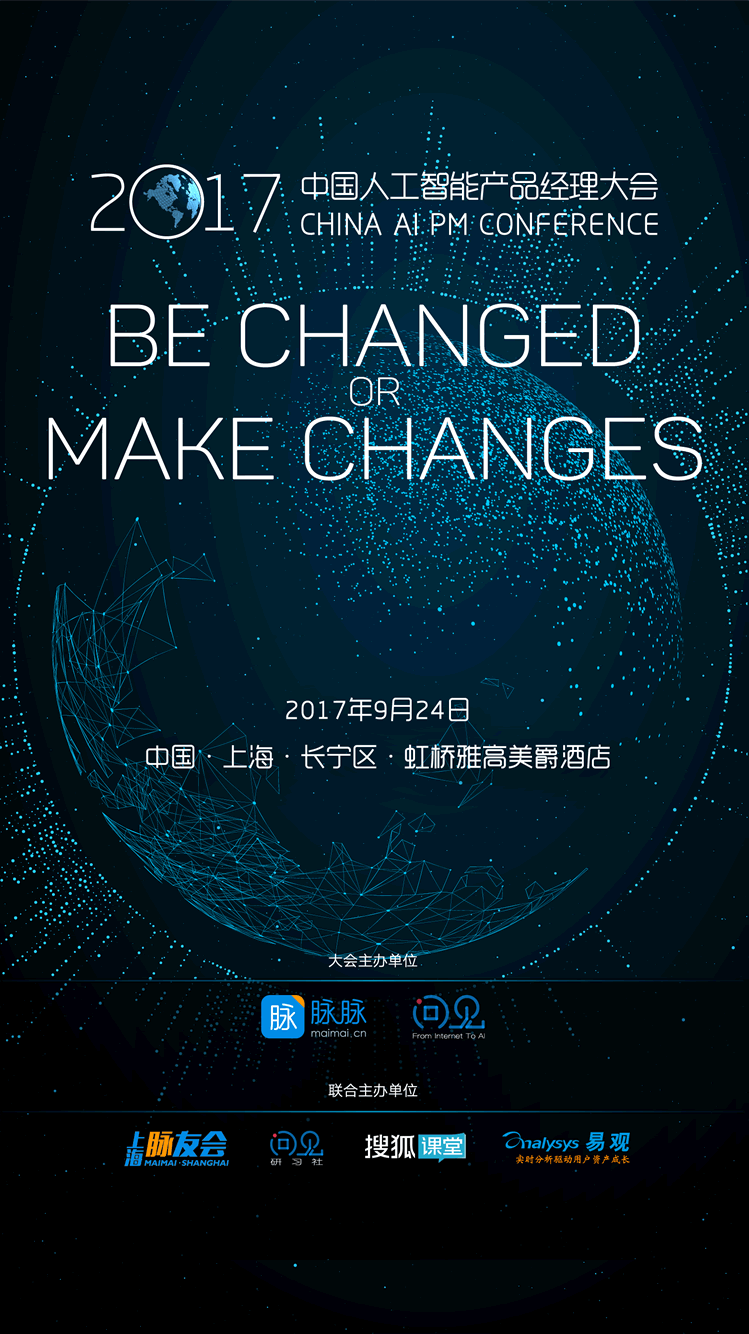 2017 中国人工智能产品经理大会
CHINA AI PM CONFERENCE
BE CHANGED
OR
MAKE CHANGES
2017年9月24日
中国·上海·长宁区·虹桥雅高美爵酒店
大会主办单位
脉 脉脉
maimai.cn
问见
From Internet To AI
联合主办单位
上海脉友会
MAIMAI·SHANGHAI
问见
研习社
搜狐课堂
analysys 易观
实时分析驱动用户资产成长